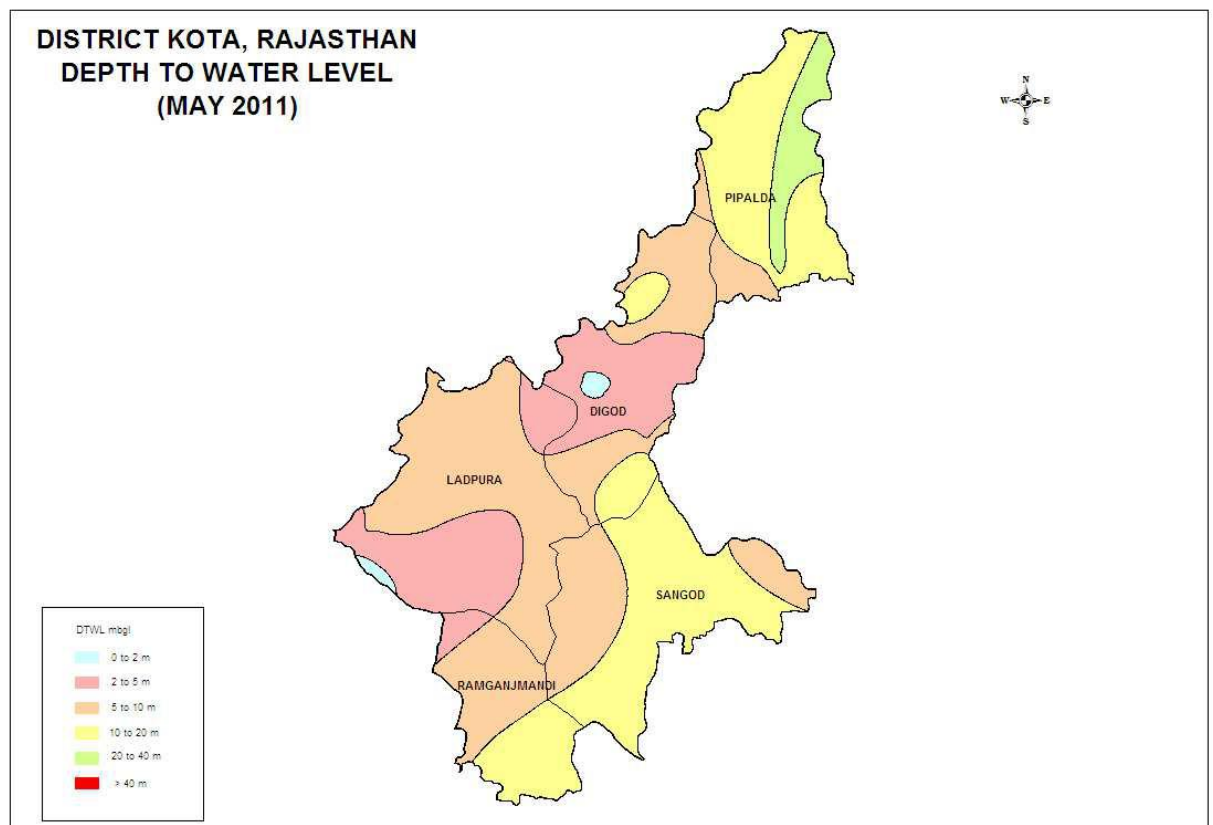 DISTRICT KOTA, RAJASTHAN
DEPTH TO WATER LEVEL
(MAY 2011)
N
W E
S
PIPALDA
DIGOD
LADPURA
SANGOD
RAMGANJMANDI
DTWL mbgl
0 to 2 m
2 to 5 m
5 to 10 m
10 to 20 m
20 to 40 m
> 40 m